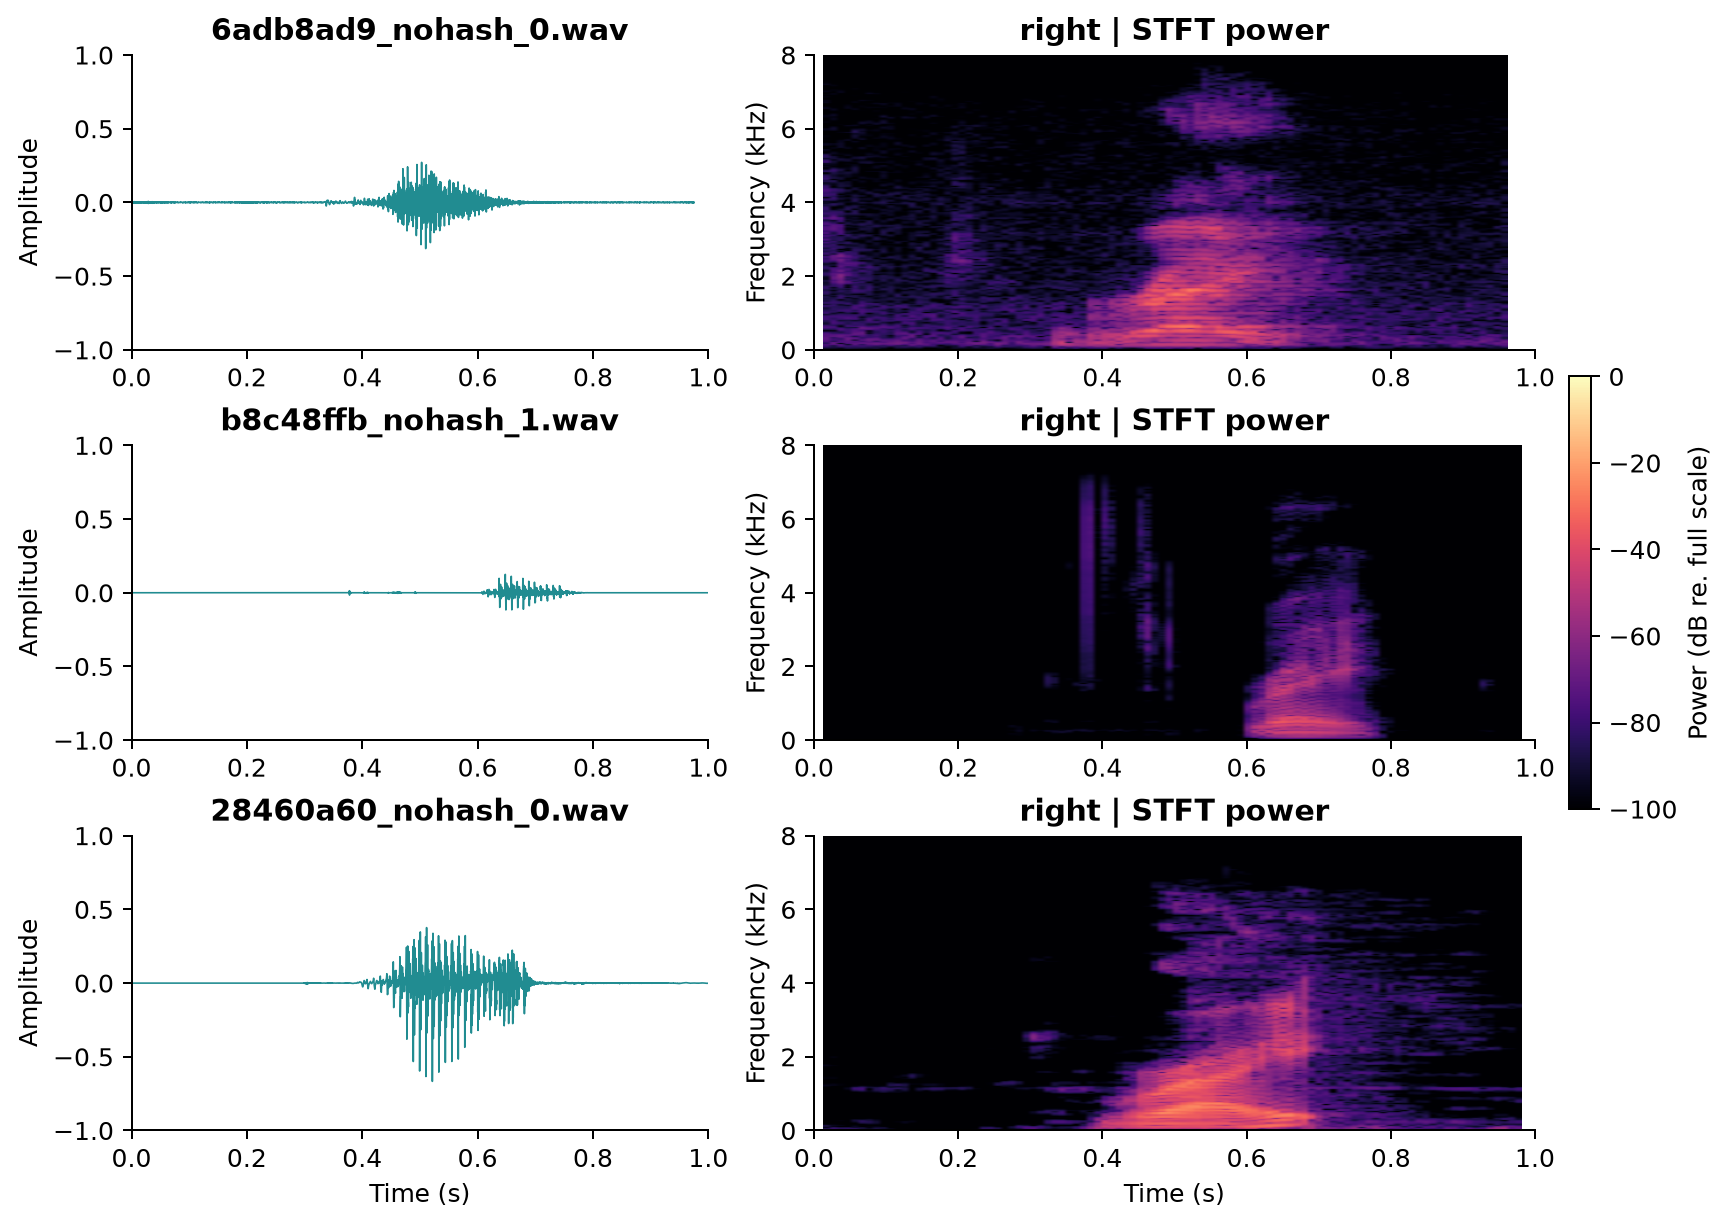 6adb8ad9_nohash_0.wav
right | STFT power
1.0
0.5
0.0
−0.5
−1.0
Amplitude
0.0 0.2 0.4 0.6 0.8 1.0
8
6
4
2
0
Frequency (kHz)
0.0 0.2 0.4 0.6 0.8 1.0
b8c48ffb_nohash_1.wav
right | STFT power
1.0
0.5
0.0
−0.5
−1.0
Amplitude
0.0 0.2 0.4 0.6 0.8 1.0
8
6
4
2
0
Frequency (kHz)
0.0 0.2 0.4 0.6 0.8 1.0
28460a60_nohash_0.wav
right | STFT power
1.0
0.5
0.0
−0.5
−1.0
Amplitude
0.0 0.2 0.4 0.6 0.8 1.0
Time (s)
8
6
4
2
0
Frequency (kHz)
0.0 0.2 0.4 0.6 0.8 1.0
Time (s)
0
−20
−40
−60
−80
−100
Power (dB re. full scale)